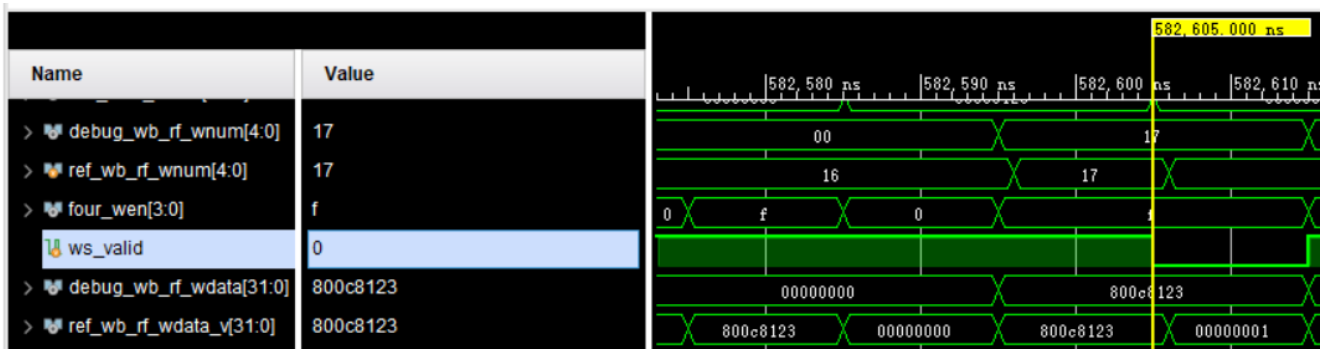 582,605.000 ns
Name Value
582,580 ns 582,590 ns 582,600 ns 582,610 ns
debug_wb_rf_wnum[4:0] 17 00 17
ref_wb_rf_wnum[4:0] 17 16 17
four_wen[3:0] f 0 f 0 f
ws_valid 0
debug_wb_rf_wdata[31:0] 800c8123 00000000 800c8123
ref_wb_rf_wdata_v[31:0] 800c8123 800c8123 00000000 800c8123 00000001